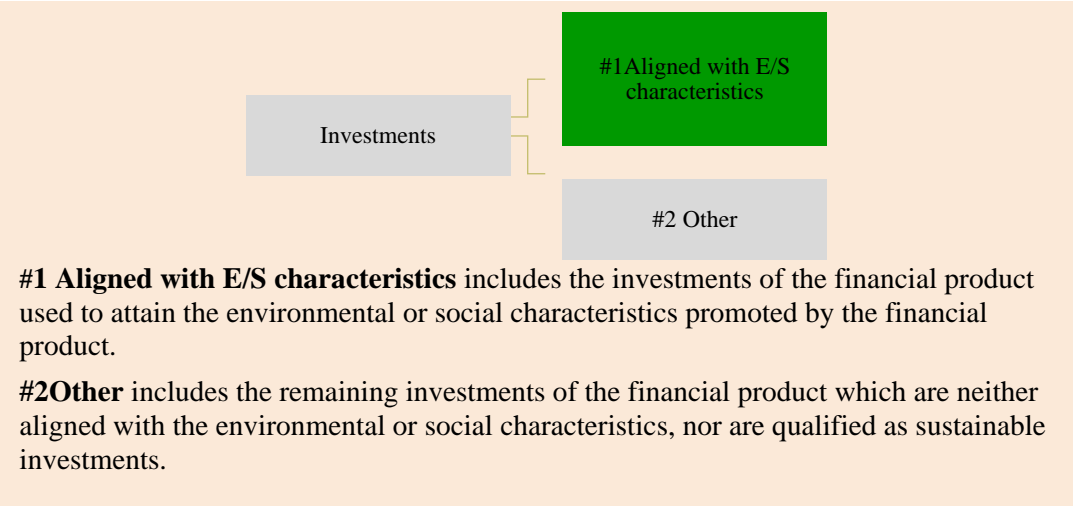 #1Aligned with E/S
characteristics
Investments
#2 Other
#1 Aligned with E/S characteristics includes the investments of the financial product
used to attain the environmental or social characteristics promoted by the financial
product.
#2Other includes the remaining investments of the financial product which are neither
aligned with the environmental or social characteristics, nor are qualified as sustainable
investments.